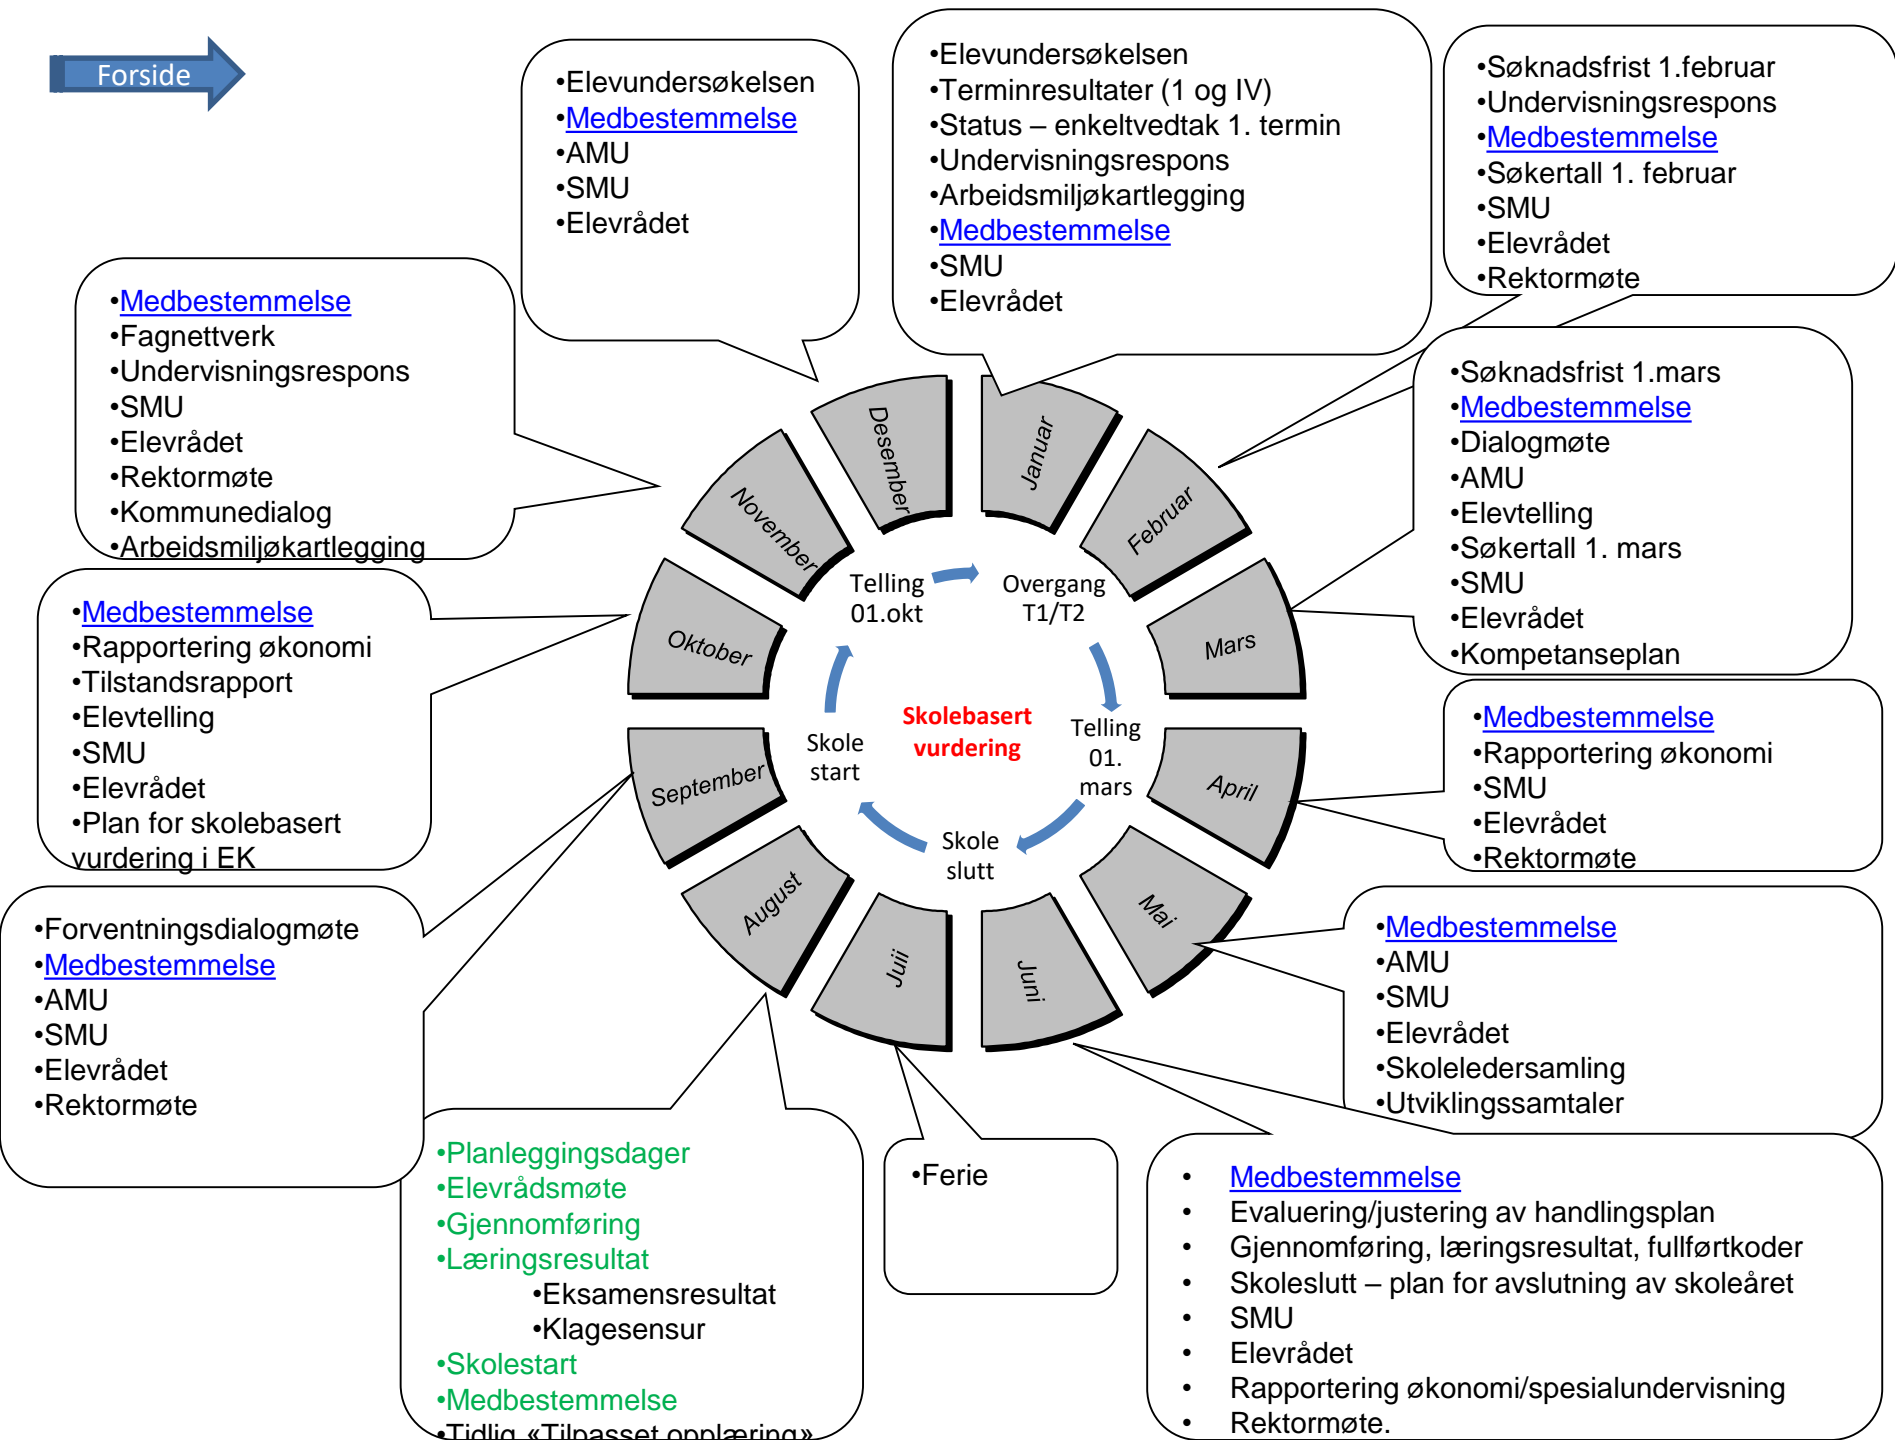 Forside
•Elevundersøkelsen
•Medbestemmelse
•AMU
•SMU
•Elevrådet
•Elevundersøkelsen
•Terminresultater (1 og IV)
•Status – enkeltvedtak 1. termin
•Undervisningsrespons
•Arbeidsmiljøkartlegging
•Medbestemmelse
•SMU
•Elevrådet
•Søknadsfrist 1.februar
•Undervisningsrespons
•Medbestemmelse
•Søkertall 1. februar
•SMU
•Elevrådet
•Rektormøte
•Medbestemmelse
•Fagnettverk
•Undervisningsrespons
•SMU
•Elevrådet
•Rektormøte
•Kommunedialog
•Arbeidsmiljøkartlegging
•Søknadsfrist 1.mars
•Medbestemmelse
•Dialogmøte
•AMU
•Elevtelling
•Søkertall 1. mars
•SMU
•Elevrådet
•Kompetanseplan
•Medbestemmelse
•Rapportering økonomi
•Tilstandsrapport
•Elevtelling
•SMU
•Elevrådet
•Plan for skolebasert
vurdering i EK
Desember
Januar
Februar
Mars
April
Mai
Juni
Juii
August
September
Oktober
November
Telling
01.okt
Overgang
T1/T2
Telling
01.
mars
Skole
slutt
Skole
start
Skolebasert
vurdering
•Medbestemmelse
•Rapportering økonomi
•SMU
•Elevrådet
•Rektormøte
•Forventningsdialogmøte
•Medbestemmelse
•AMU
•SMU
•Elevrådet
•Rektormøte
•Medbestemmelse
•AMU
•SMU
•Elevrådet
•Skoleledersamling
•Utviklingssamtaler
•Planleggingsdager
•Elevrådsmøte
•Gjennomføring
•Læringsresultat
•Eksamensresultat
•Klagesensur
•Skolestart
•Medbestemmelse
•Tidlig «Tilpasset opplæring»
•Ferie
• Medbestemmelse
• Evaluering/justering av handlingsplan
• Gjennomføring, læringsresultat, fullførtkoder
• Skoleslutt – plan for avslutning av skoleåret
• SMU
• Elevrådet
• Rapportering økonomi/spesialundervisning
• Rektormøte.